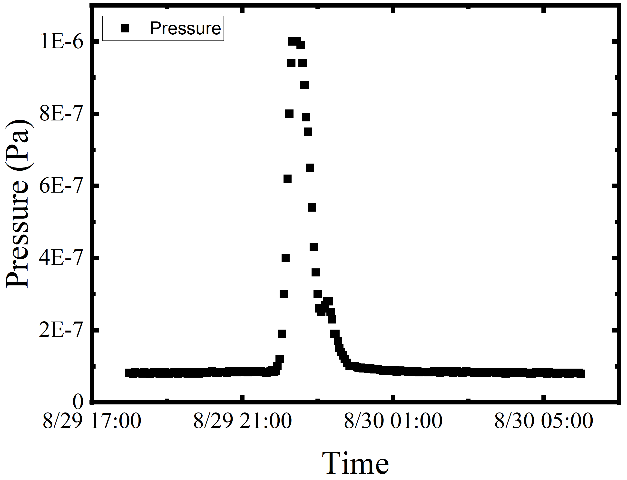 Pressure
1E-6
8E-7
6E-7
4E-7
2E-7
0
Pressure (Pa)
8/29 17:00 8/29 21:00 8/30 01:00 8/30 05:00
Time